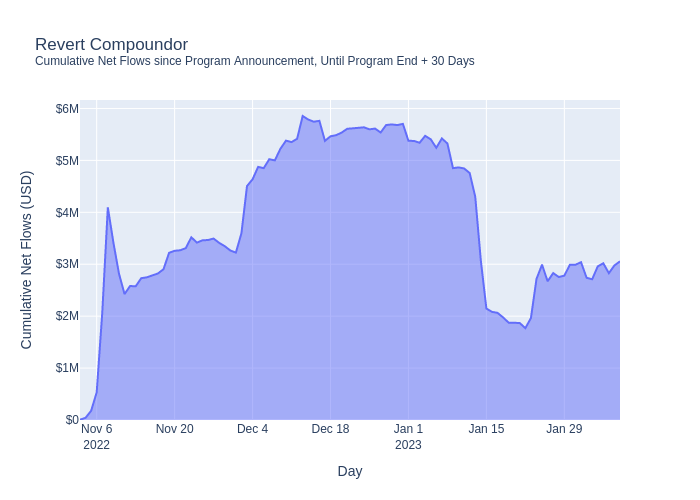 Revert Compoundor
Cumulative Net Flows since Program Announcement, Until Program End + 30 Days
Cumulative Net Flows (USD)
$6M
$5M
$4M
$3M
$2M
$1M
$0
Nov 6
2022
Nov 20
Dec 4
Dec 18
Jan 1
2023
Jan 15
Jan 29
Day